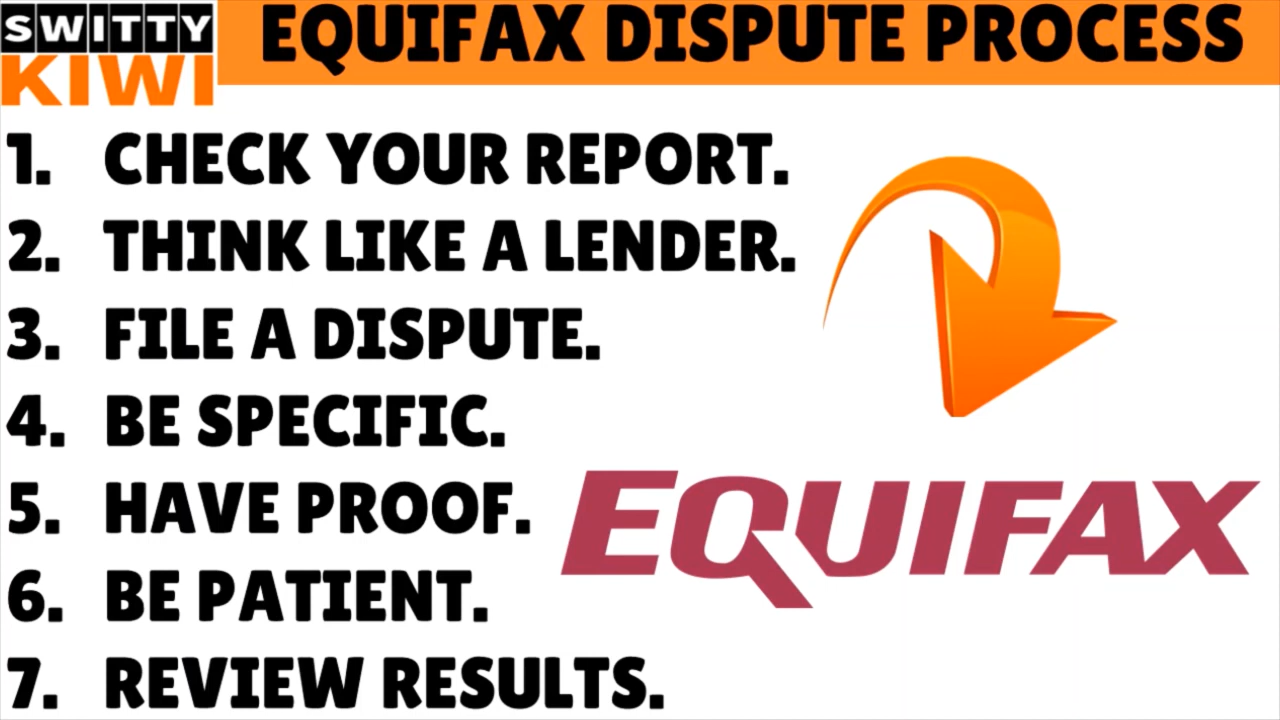 SWITTY
KIWI
EQUIFAX DISPUTE PROCESS
1. CHECK YOUR REPORT.
2. THINK LIKE A LENDER.
3. FILE A DISPUTE.
4. BE SPECIFIC.
5. HAVE PROOF.
6. BE PATIENT.
7. REVIEW RESULTS.
EQUIFAX